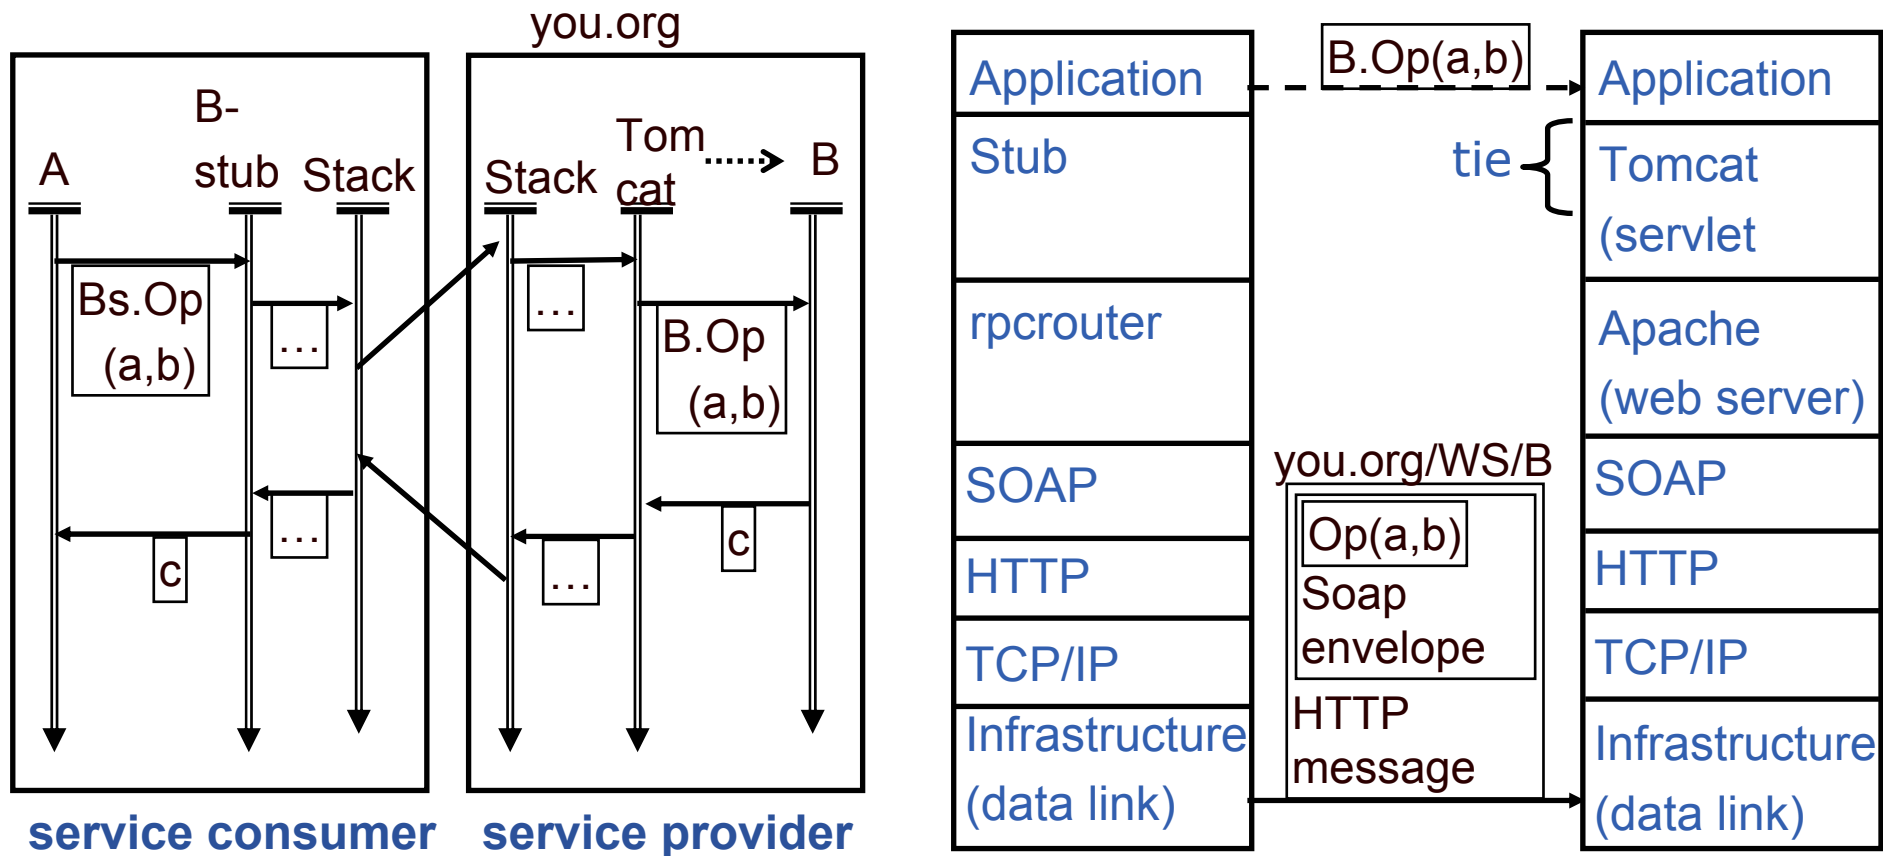 you.org
B-
stub
A
Stack
Bs.Op
(a,b)
...
...
c
service consumer
Stack
Tom
cat
B
...
B.Op
(a,b)
c
...
service provider
Application
Stub
rpcrouter
SOAP
HTTP
TCP/IP
Infrastructure
(data link)
B.Op(a,b)
tie
you.org/WS/B
Op(a,b)
Soap
envelope
HTTP
message
Application
Tomcat
(servlet
Apache
(web server)
SOAP
HTTP
TCP/IP
Infrastructure
(data link)